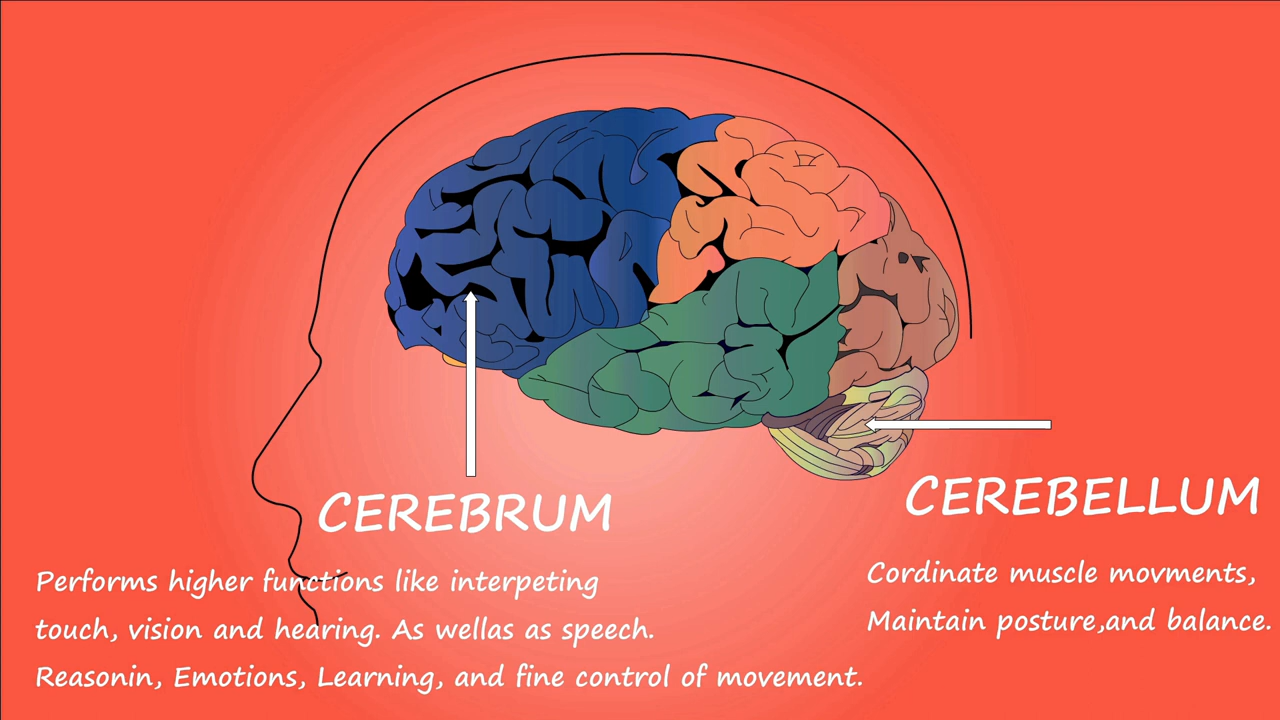 CEREBRUM
Performs higher functions like interpeting
touch, vision and hearing. As wellas as speech.
Reasonin, Emotions, Learning, and fine control of movement.
CEREBELLUM
Cordinate muscle movments,
Maintain posture,and balance.